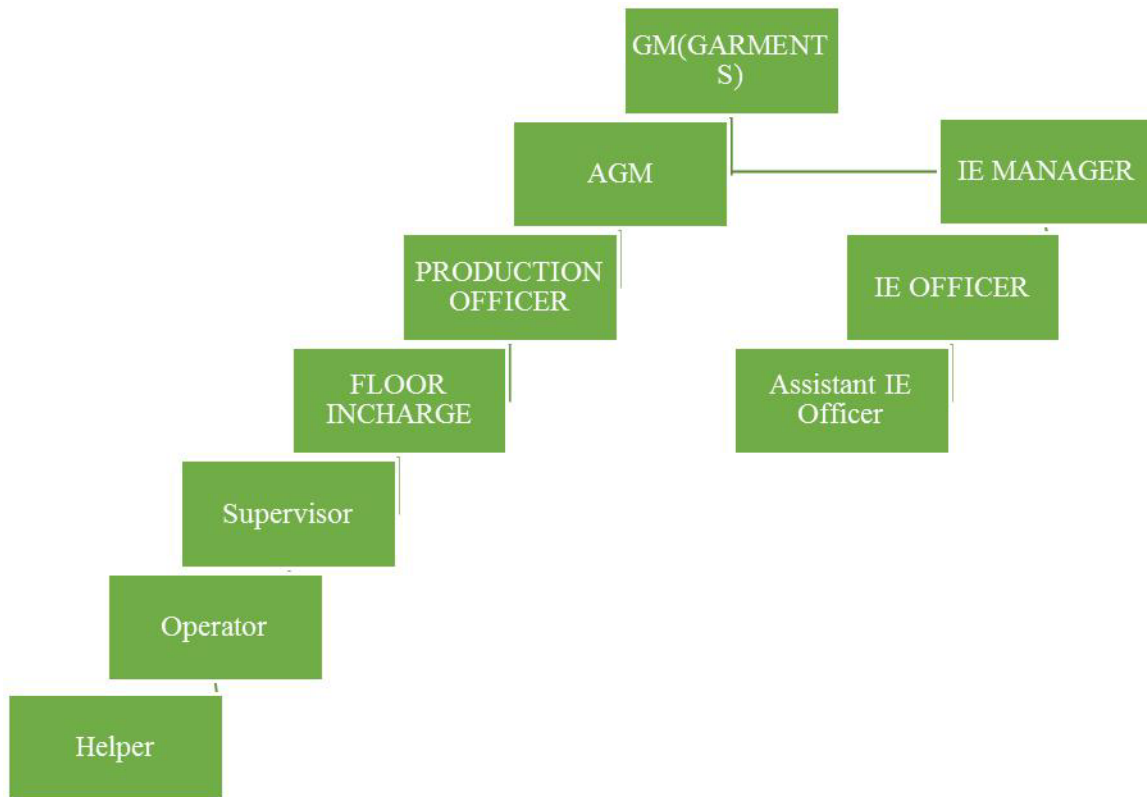 GM(GARMENT
S)
AGM
IE MANAGER
PRODUCTION
OFFICER
IE OFFICER
FLOOR
INCHARGE
Assistant IE
Officer
Supervisor
Operator
Helper